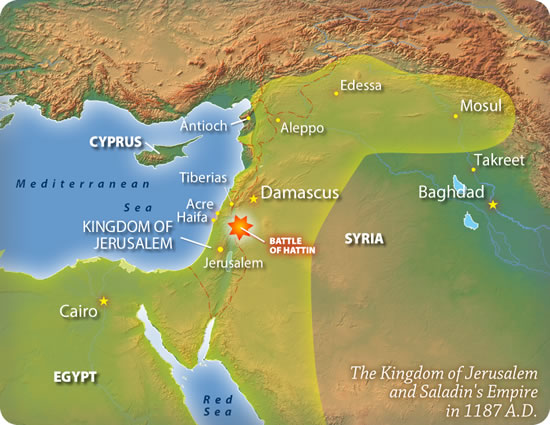 Edessa
Mosul
Antioch
Aleppo
CYPRUS
Takreet
Mediterranean
Sea
Tiberias
Damascus
Baghdad
Acre
Haifa
KINGDOM OF
JERUSALEM
BATTLE
OF HATTIN
SYRIA
Jerusalem
Cairo
EGYPT
Red
Sea
The Kingdom of Jerusalem
and Saladin's Empire
in 1187 A.D.